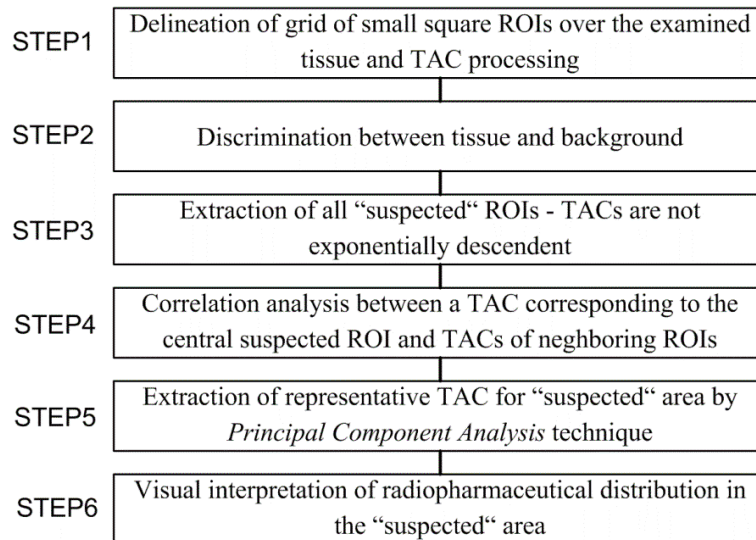 STEP1
Delineation of grid of small square ROIs over the examined
tissue and TAC processing
STEP2
Discrimination between tissue and background
STEP3
Extraction of all “suspected“ ROIs - TACs are not
exponentially descendent
STEP4
Correlation analysis between a TAC corresponding to the
central suspected ROI and TACs of neghboring ROIs
STEP5
Extraction of representative TAC for “suspected“ area by
Principal Component Analysis technique
STEP6
Visual interpretation of radiopharmaceutical distribution in
the “suspected“ area